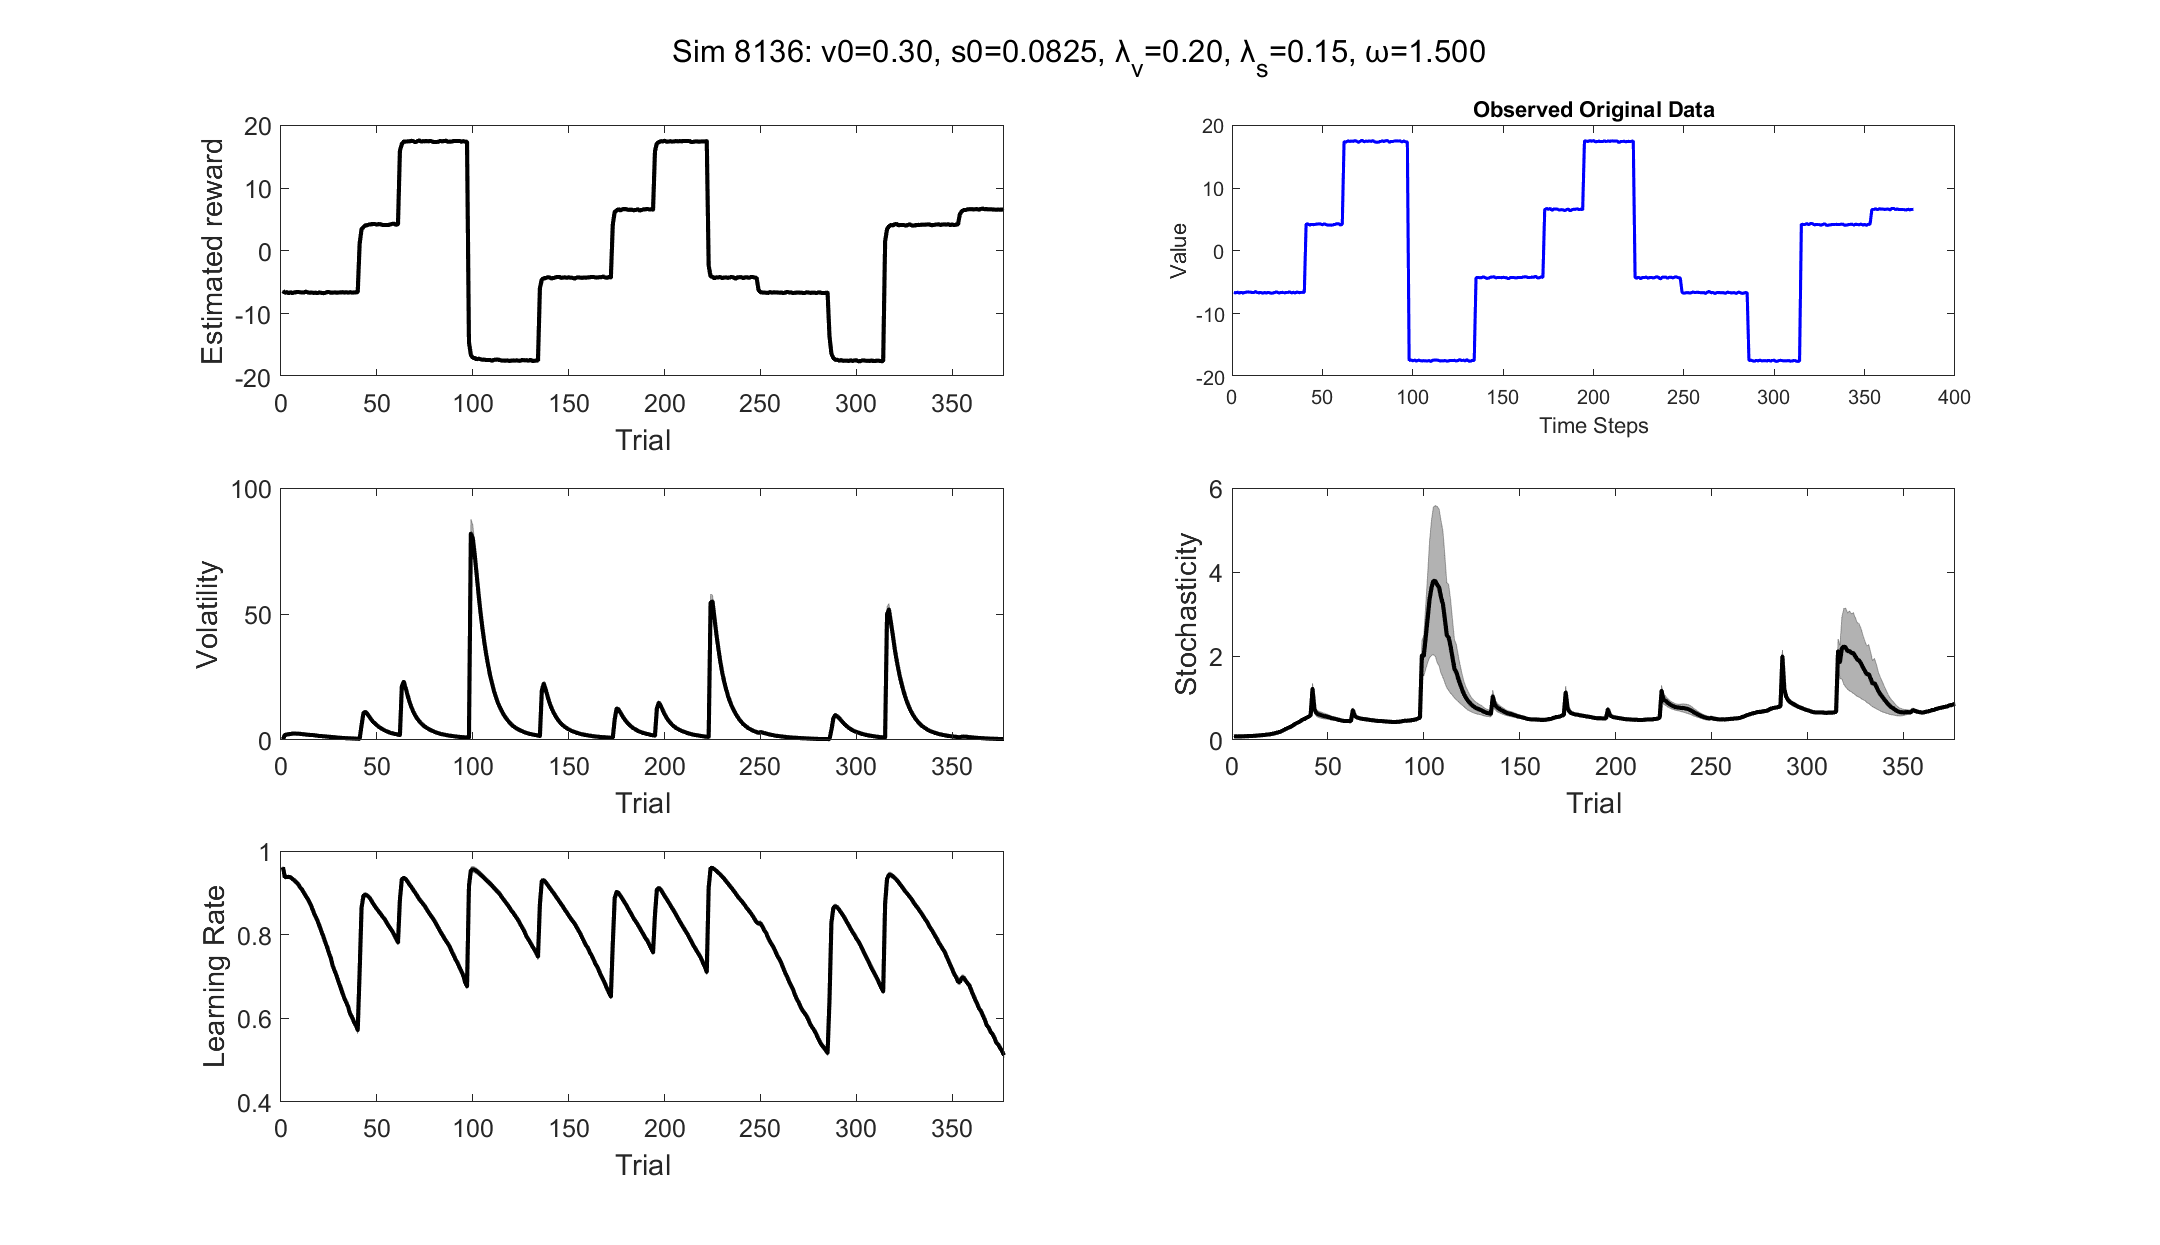 Sim 8136: v0=0.30, s0=0.0825, λv=0.20, λs=0.15, ω=1.500
Estimated reward
20
10
0
-10
-20
0 50 100 150 200 250 300 350
Trial
Observed Original Data
Value
20
10
0
-10
-20
0 50 100 150 200 250 300 350 400
Time Steps
Volatility
100
50
0
0 50 100 150 200 250 300 350
Trial
Stochasticity
6
4
2
0
0 50 100 150 200 250 300 350
Trial
Learning Rate
1
0.8
0.6
0.4
0 50 100 150 200 250 300 350
Trial